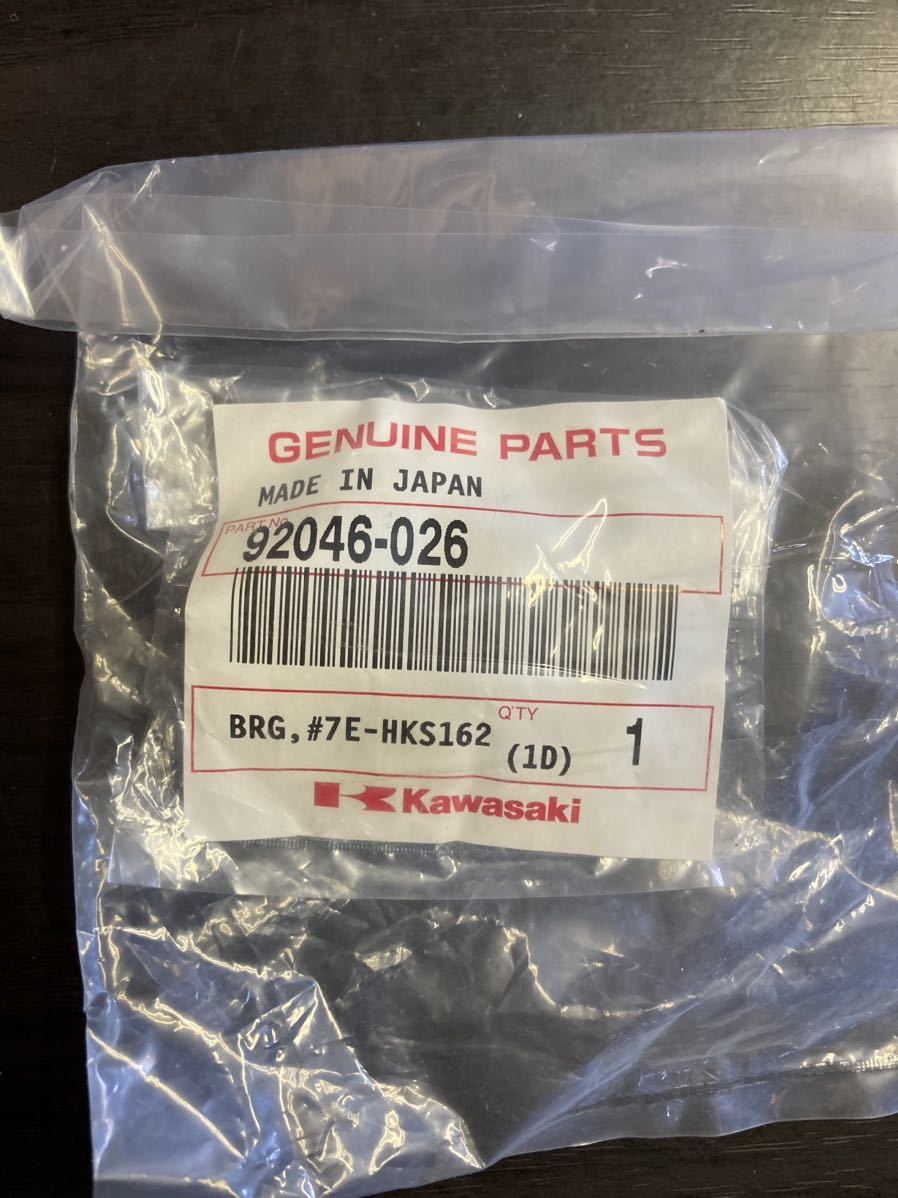 GENUINE PARTS
MADE IN JAPAN
PART No.
92046-026
BRG,#7E-HKS162
Q'TY
(1D)
1
Kawasaki